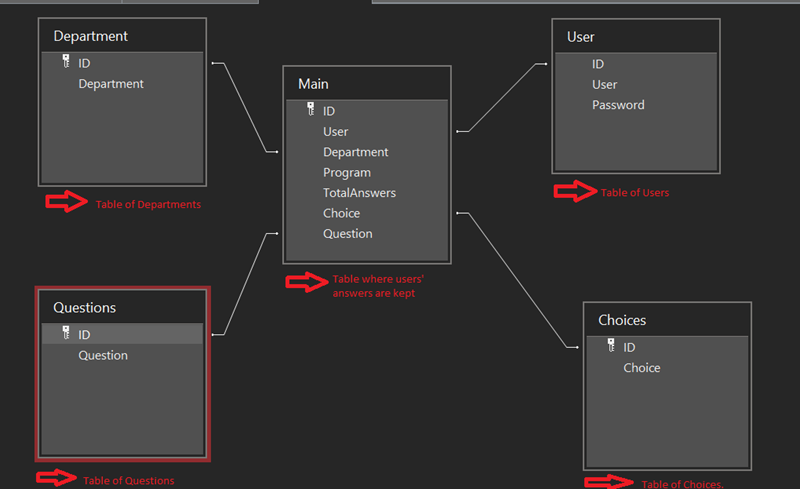 Department
ID
Department
Table of Departments
Main
ID
User
Department
Program
TotalAnswers
Choice
Question
Table where users'
answers are kept
User
ID
User
Password
Table of Users
Questions
ID
Question
Table of Questions
Choices
ID
Choice
Table of Choices.